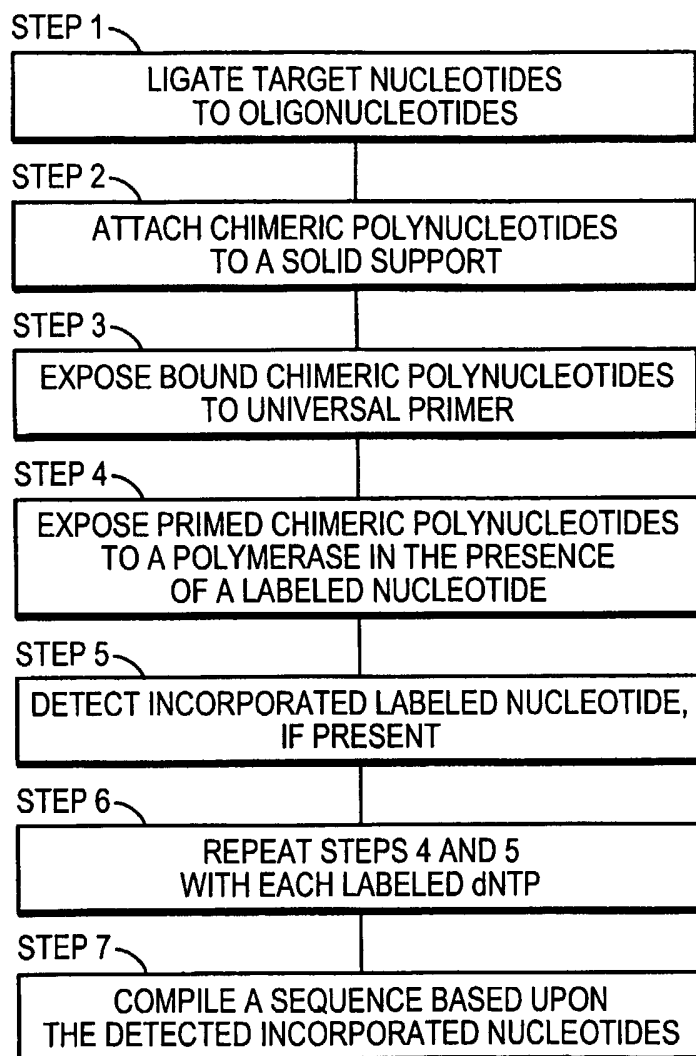 STEP 1
LIGATE TARGET NUCLEOTIDES
TO OLIGONUCLEOTIDES
STEP 2
ATTACH CHIMERIC POLYNUCLEOTIDES
TO A SOLID SUPPORT
STEP 3
EXPOSE BOUND CHIMERIC POLYNUCLEOTIDES
TO UNIVERSAL PRIMER
STEP 4
EXPOSE PRIMED CHIMERIC POLYNUCLEOTIDES
TO A POLYMERASE IN THE PRESENCE
OF A LABELED NUCLEOTIDE
STEP 5
DETECT INCORPORATED LABELED NUCLEOTIDE,
IF PRESENT
STEP 6
REPEAT STEPS 4 AND 5
WITH EACH LABELED dNTP
STEP 7
COMPILE A SEQUENCE BASED UPON
THE DETECTED INCORPORATED NUCLEOTIDES